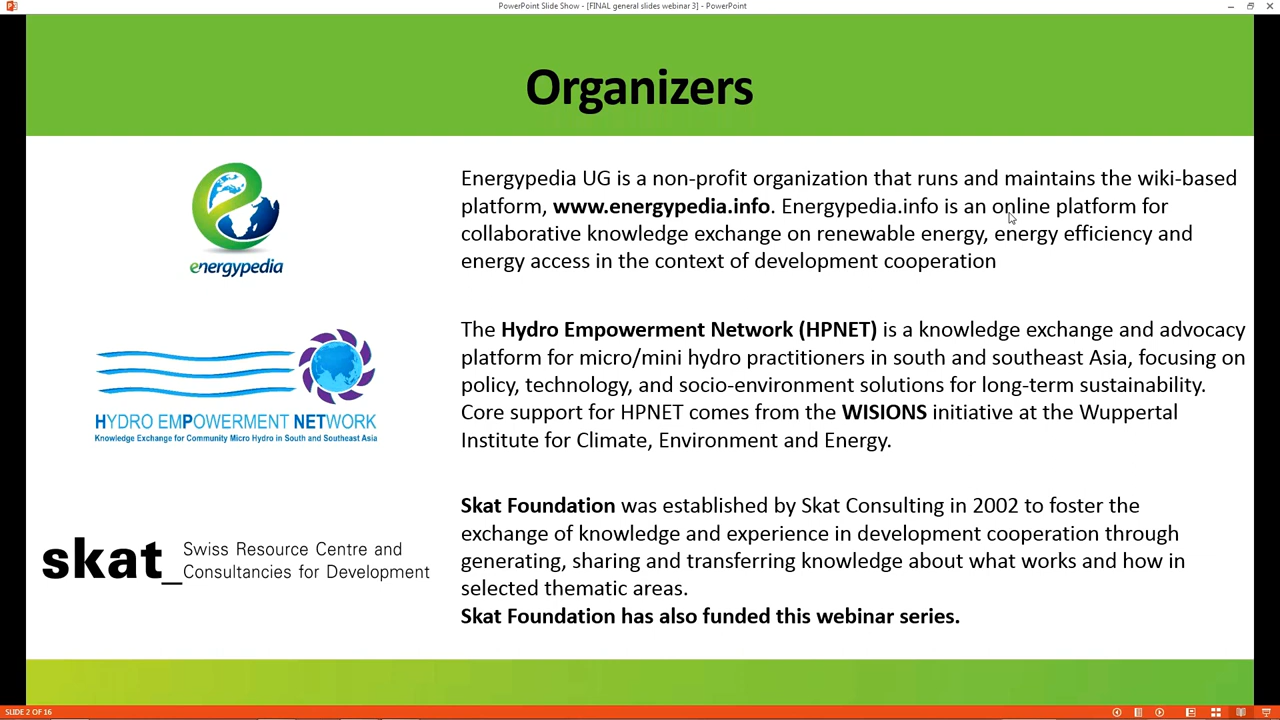 PowerPoint Slide Show - [FINAL general slides webinar 3] - PowerPoint
Organizers
energypedia
Energypedia UG is a non-profit organization that runs and maintains the wiki-based
platform, www.energypedia.info. Energypedia.info is an online platform for
collaborative knowledge exchange on renewable energy, energy efficiency and
energy access in the context of development cooperation
HYDRO EMPOWERMENT NETWORK
Knowledge Exchange for Community Micro Hydro in South and Southeast Asia
The Hydro Empowerment Network (HPNET) is a knowledge exchange and advocacy
platform for micro/mini hydro practitioners in south and southeast Asia, focusing on
policy, technology, and socio-environment solutions for long-term sustainability.
Core support for HPNET comes from the WISIONS initiative at the Wuppertal
Institute for Climate, Environment and Energy.
skat_ Swiss Resource Centre and
Consultancies for Development
Skat Foundation was established by Skat Consulting in 2002 to foster the
exchange of knowledge and experience in development cooperation through
generating, sharing and transferring knowledge about what works and how in
selected thematic areas.
Skat Foundation has also funded this webinar series.
SLIDE 2 OF 16